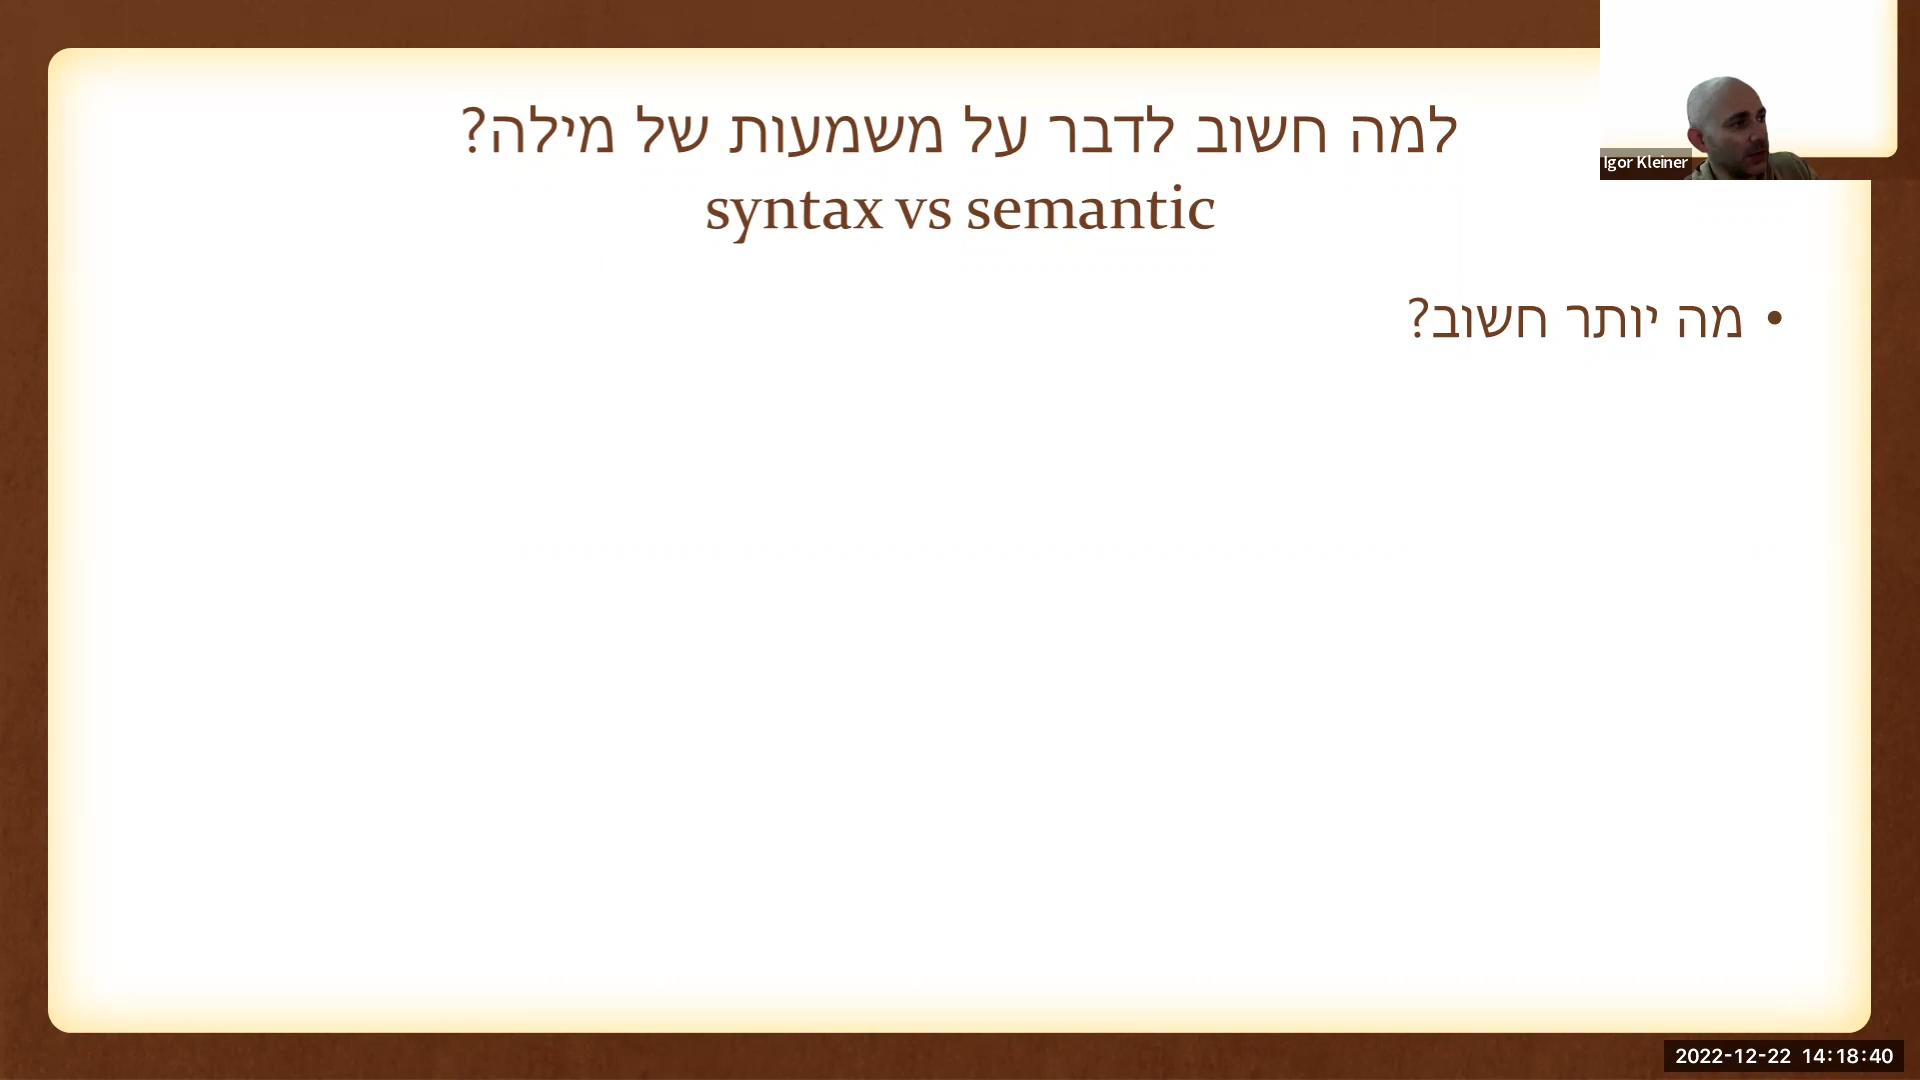 למה חשוב לדבר על משמעות של מילה?
syntax vs semantic
• מה יותר חשוב?
Igor Kleiner
2022-12-22 14:18:40